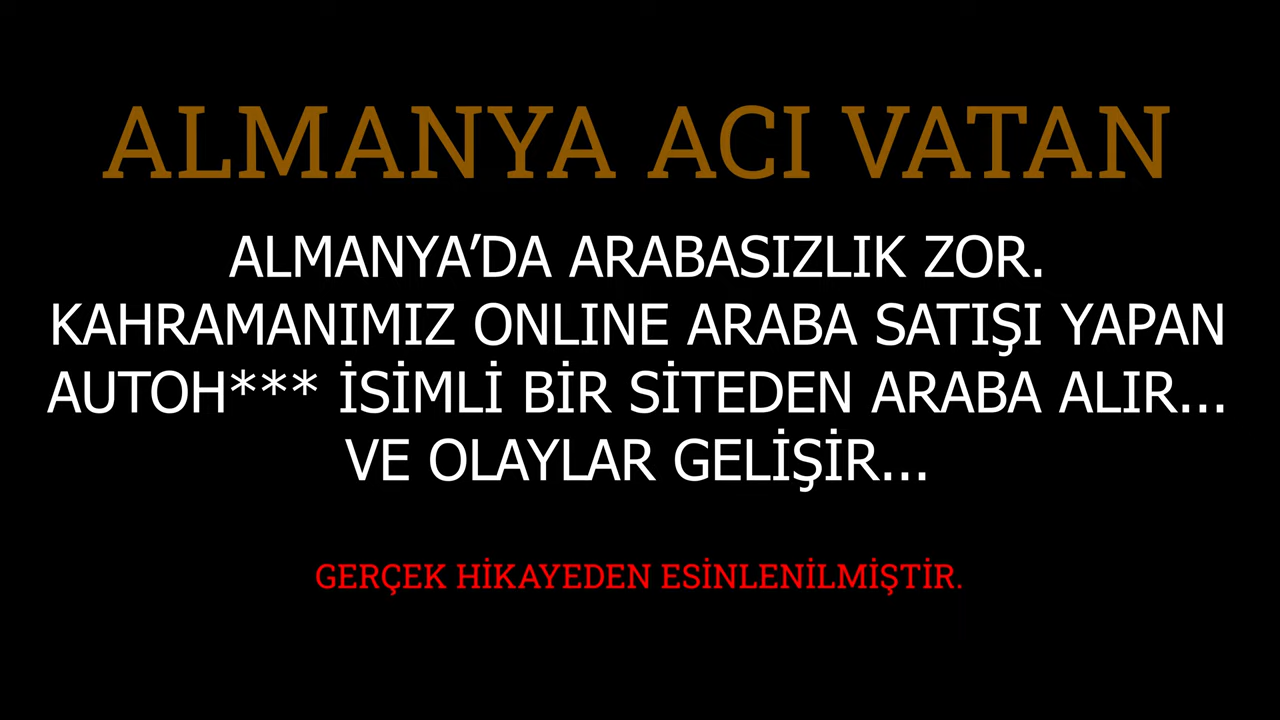 ALMANYA ACI VATAN
ALMANYA’DA ARABASIZLIK ZOR.
KAHRAMANIMIZ ONLINE ARABA SATIŞI YAPAN
AUTOH*** İSİMLİ BİR SİTEDEN ARABA ALIR...
VE OLAYLAR GELİŞİR...
GERÇEK HİKAYEDEN ESİNLENİLMİŞTİR.